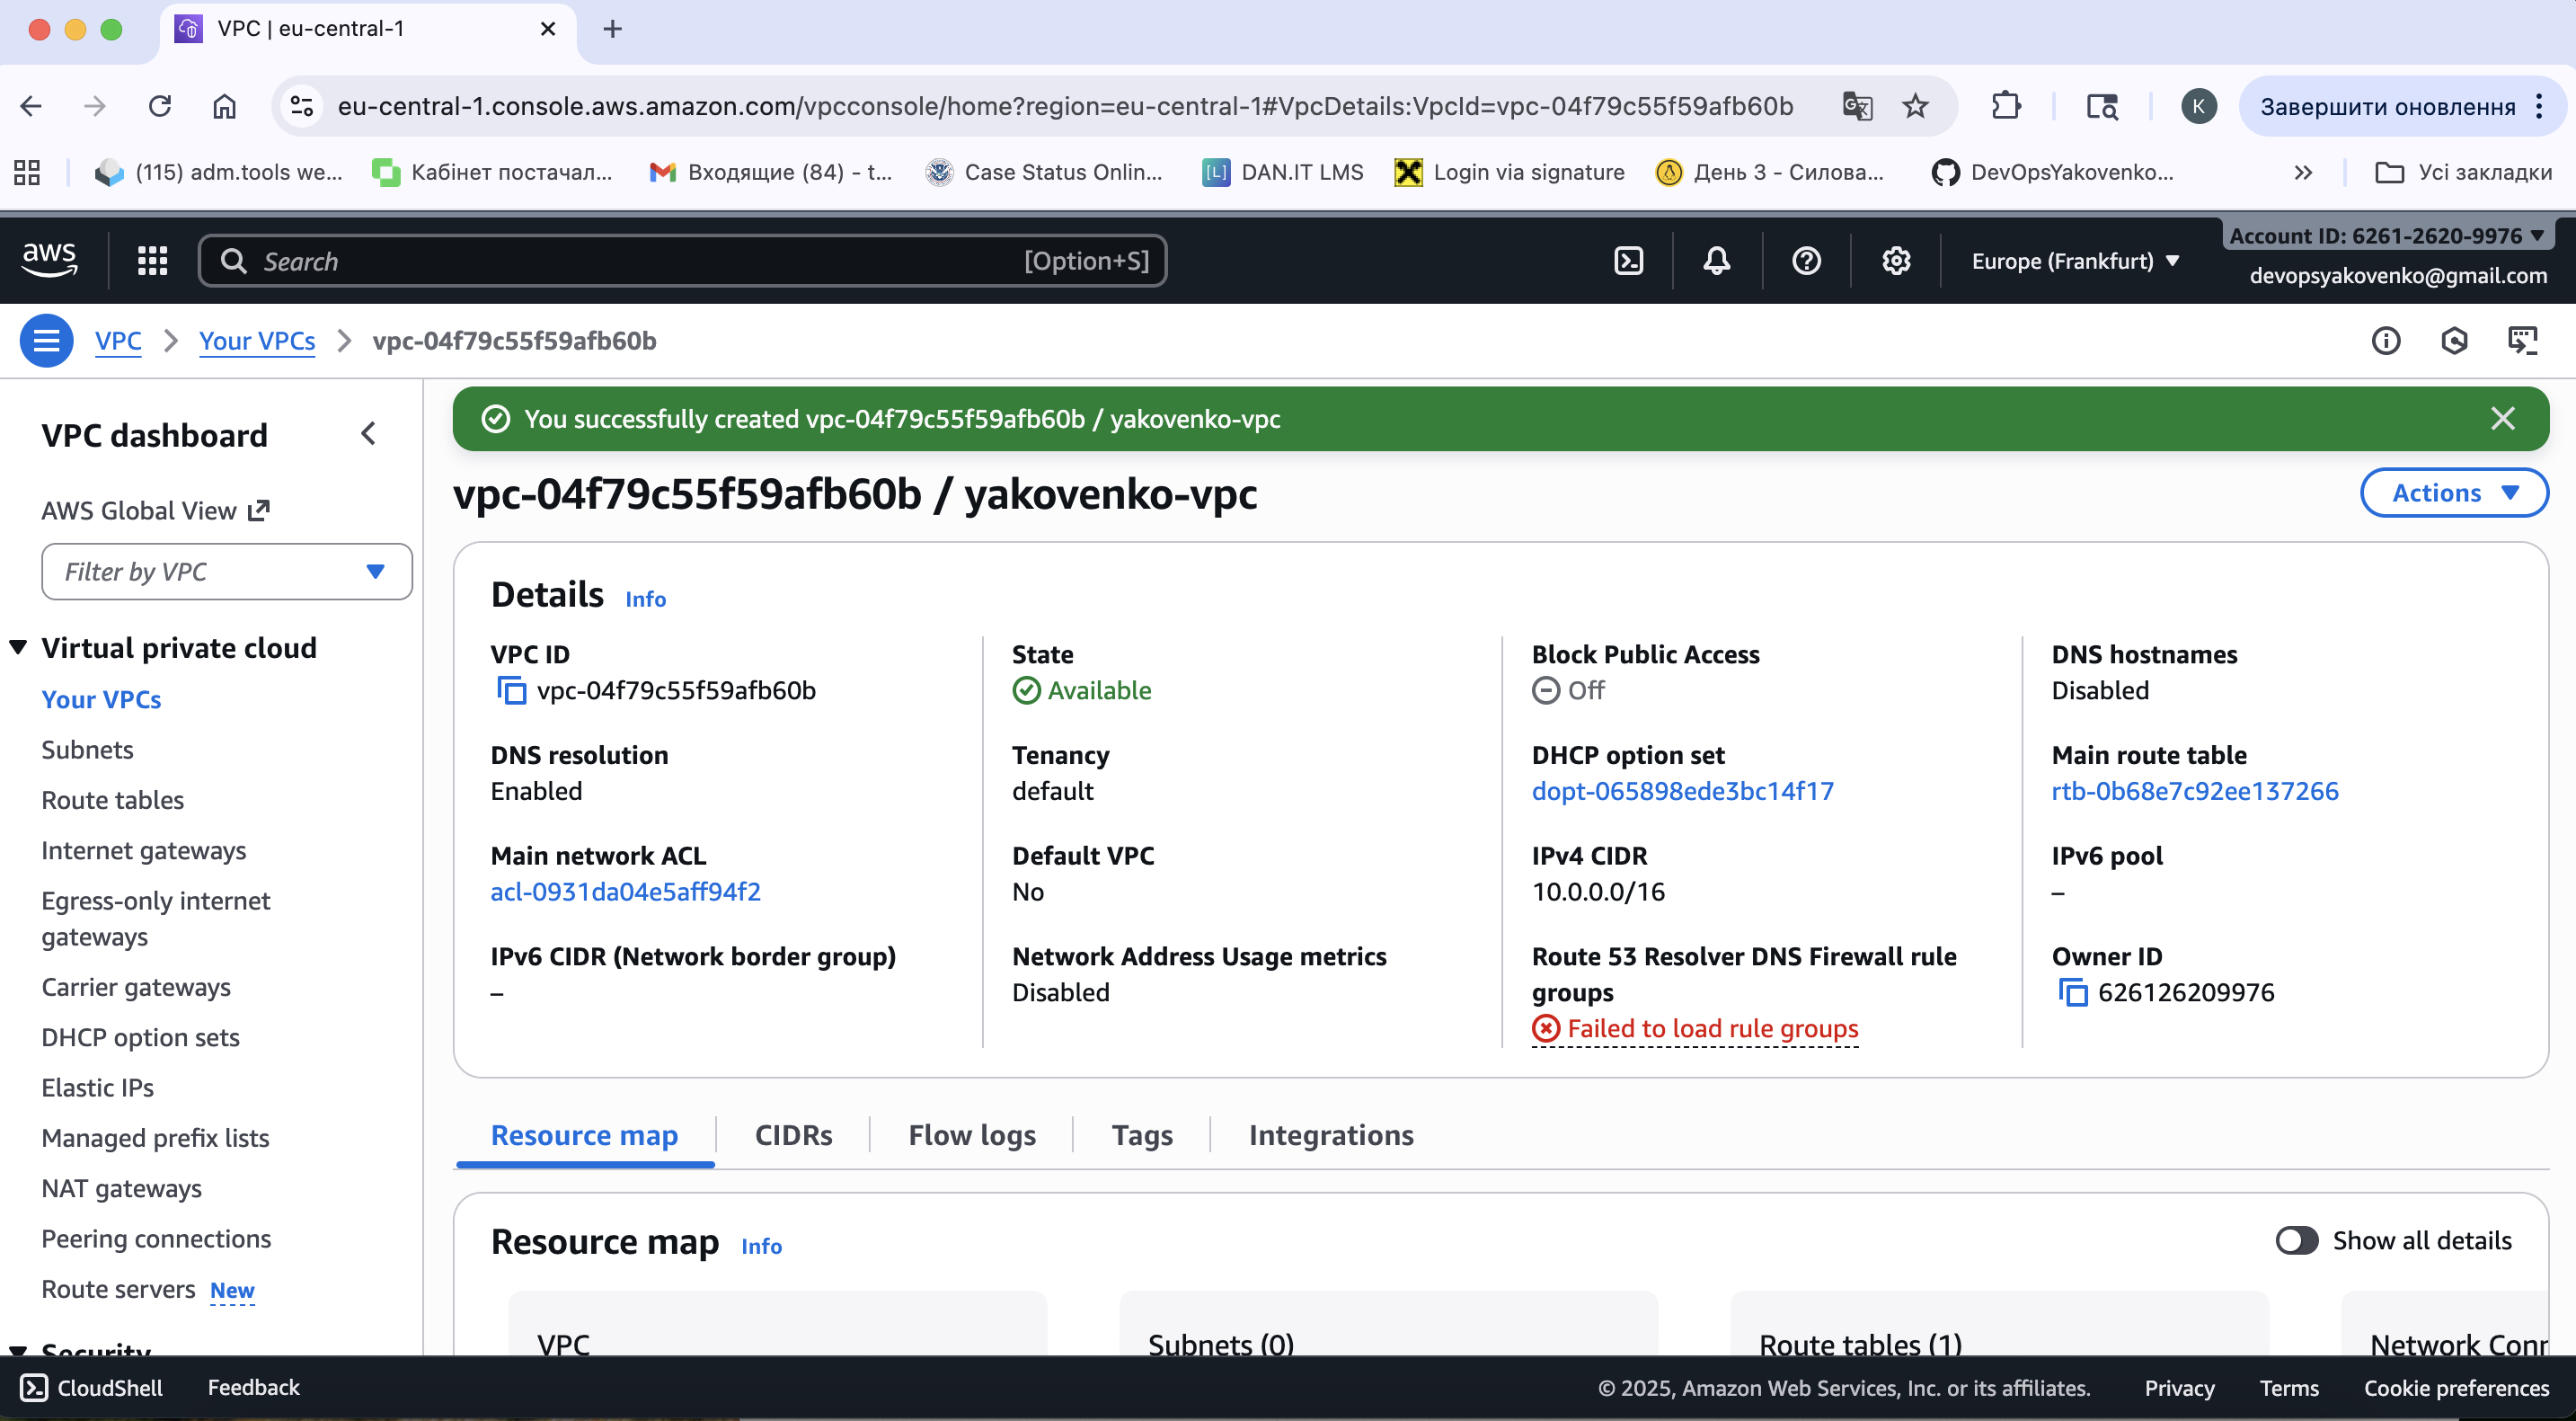 VPC | eu-central-1
eu-central-1.console.aws.amazon.com/vpcconsole/home?region=eu-central-1#VpcDetails:VpcId=vpc-04f79c55f59afb60b
K
Завершити оновлення
(115) adm.tools we...
Кабінет постачал...
Входящие (84) - t...
Case Status Onlin...
[L]
DAN.IT LMS
Login via signature
День 3 - Силова...
DevOpsYakovenko...
Усі закладки
aws
Search
[Option+S]
Europe (Frankfurt)
Account ID: 6261-2620-9976
devopsyakovenko@gmail.com
VPC
Your VPCs
vpc-04f79c55f59afb60b
VPC dashboard
AWS Global View
Filter by VPC
Virtual private cloud
Your VPCs
Subnets
Route tables
Internet gateways
Egress-only internet
gateways
Carrier gateways
DHCP option sets
Elastic IPs
Managed prefix lists
NAT gateways
Peering connections
Route servers New
Security
You successfully created vpc-04f79c55f59afb60b / yakovenko-vpc
vpc-04f79c55f59afb60b / yakovenko-vpc
Actions
Details Info
VPC ID
vpc-04f79c55f59afb60b
State
Available
Block Public Access
Off
DNS hostnames
Disabled
DNS resolution
Enabled
Tenancy
default
DHCP option set
dopt-065898ede3bc14f17
Main route table
rtb-0b68e7c92ee137266
Main network ACL
acl-0931da04e5aff94f2
Default VPC
No
IPv4 CIDR
10.0.0.0/16
IPv6 pool
–
IPv6 CIDR (Network border group)
–
Network Address Usage metrics
Disabled
Route 53 Resolver DNS Firewall rule
groups
Failed to load rule groups
Owner ID
626126209976
Resource map
CIDRs
Flow logs
Tags
Integrations
Resource map Info
Show all details
VPC
Subnets (0)
Route tables (1)
Network Conn
CloudShell
Feedback
© 2025, Amazon Web Services, Inc. or its affiliates.
Privacy
Terms
Cookie preferences